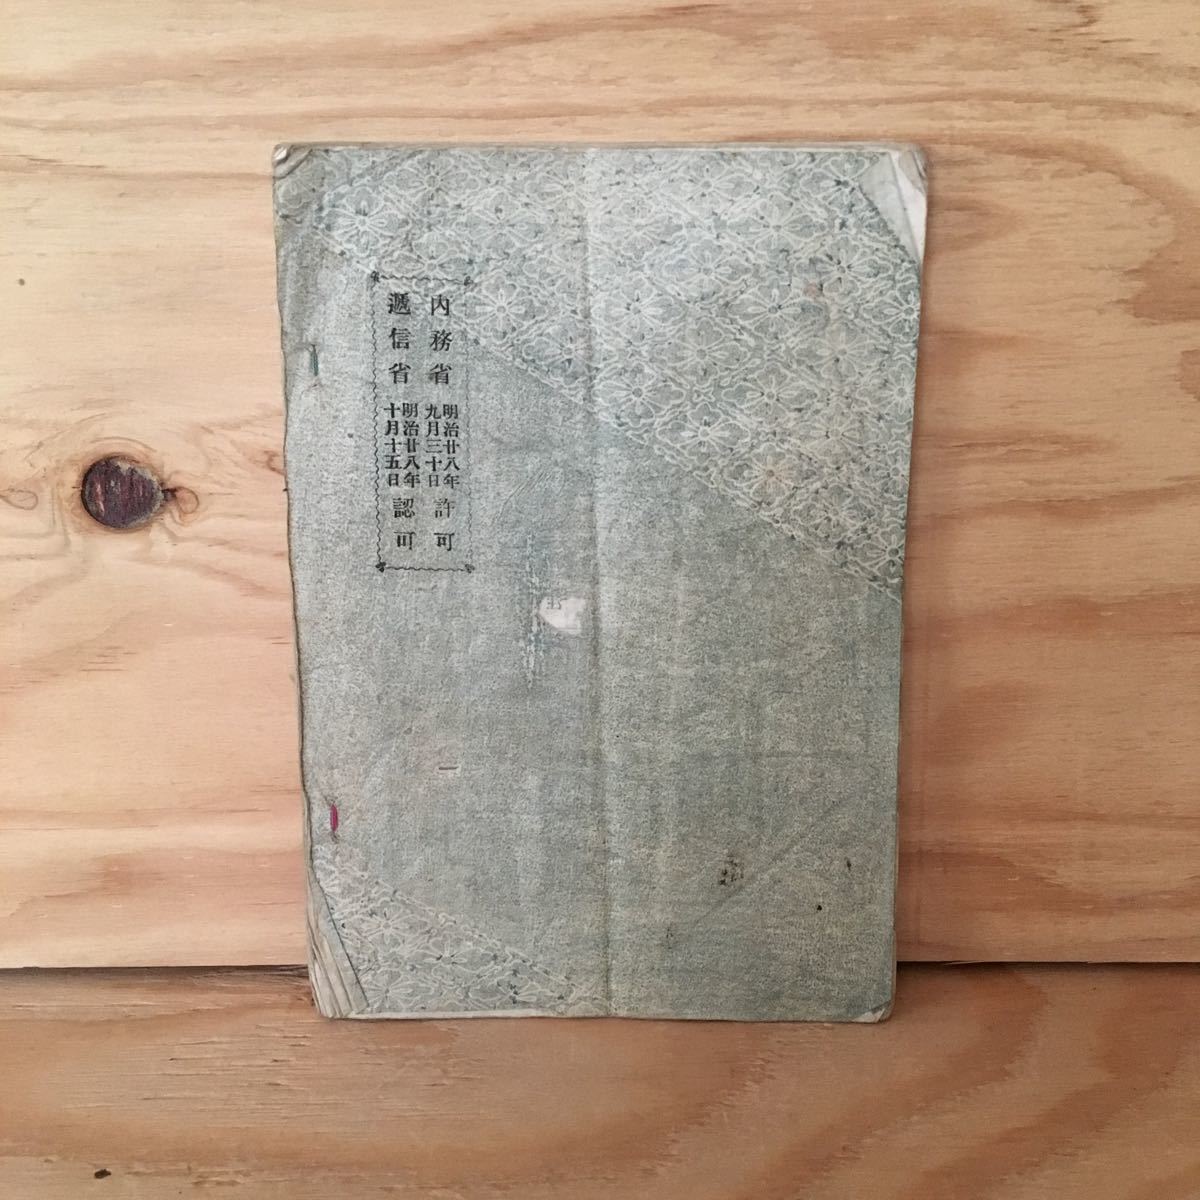 内務省 明治廿八年九月三十日 許可
遞信省 明治廿八年十月十五日 認可